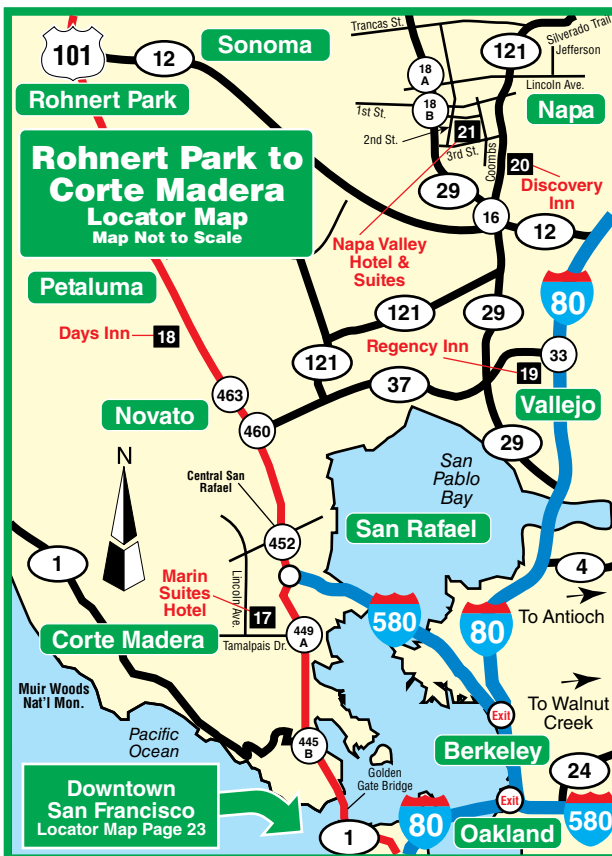 Trancas St.
Silverado Trail
Jefferson
Sonoma
101
12
121
18
A
Lincoln Ave.
Rohnert Park
1st St.
18
B
Napa
2nd St.
21
3rd St.
Coombs
20
Discovery
Inn
Rohnert Park to
Corte Madera
Locator Map
Map Not to Scale
29
16
12
Napa Valley
Hotel &
Suites
Petaluma
80
121
29
Days Inn
18
Regency Inn
33
121
19
463
37
Vallejo
Novato
460
29
N
Central San
Rafael
San
Pablo
Bay
452
San Rafael
1
4
Lincoln Ave.
Marin
Suites
Hotel
17
580
80
To Antioch
449
A
Corte Madera
Tamalpais Dr.
Muir Woods
Nat'l Mon.
To Walnut
Creek
Exit
Pacific
Ocean
445
B
Berkeley
Golden
Gate Bridge
24
Downtown
San Francisco
Locator Map Page 23
Exit
1
80
580
Oakland